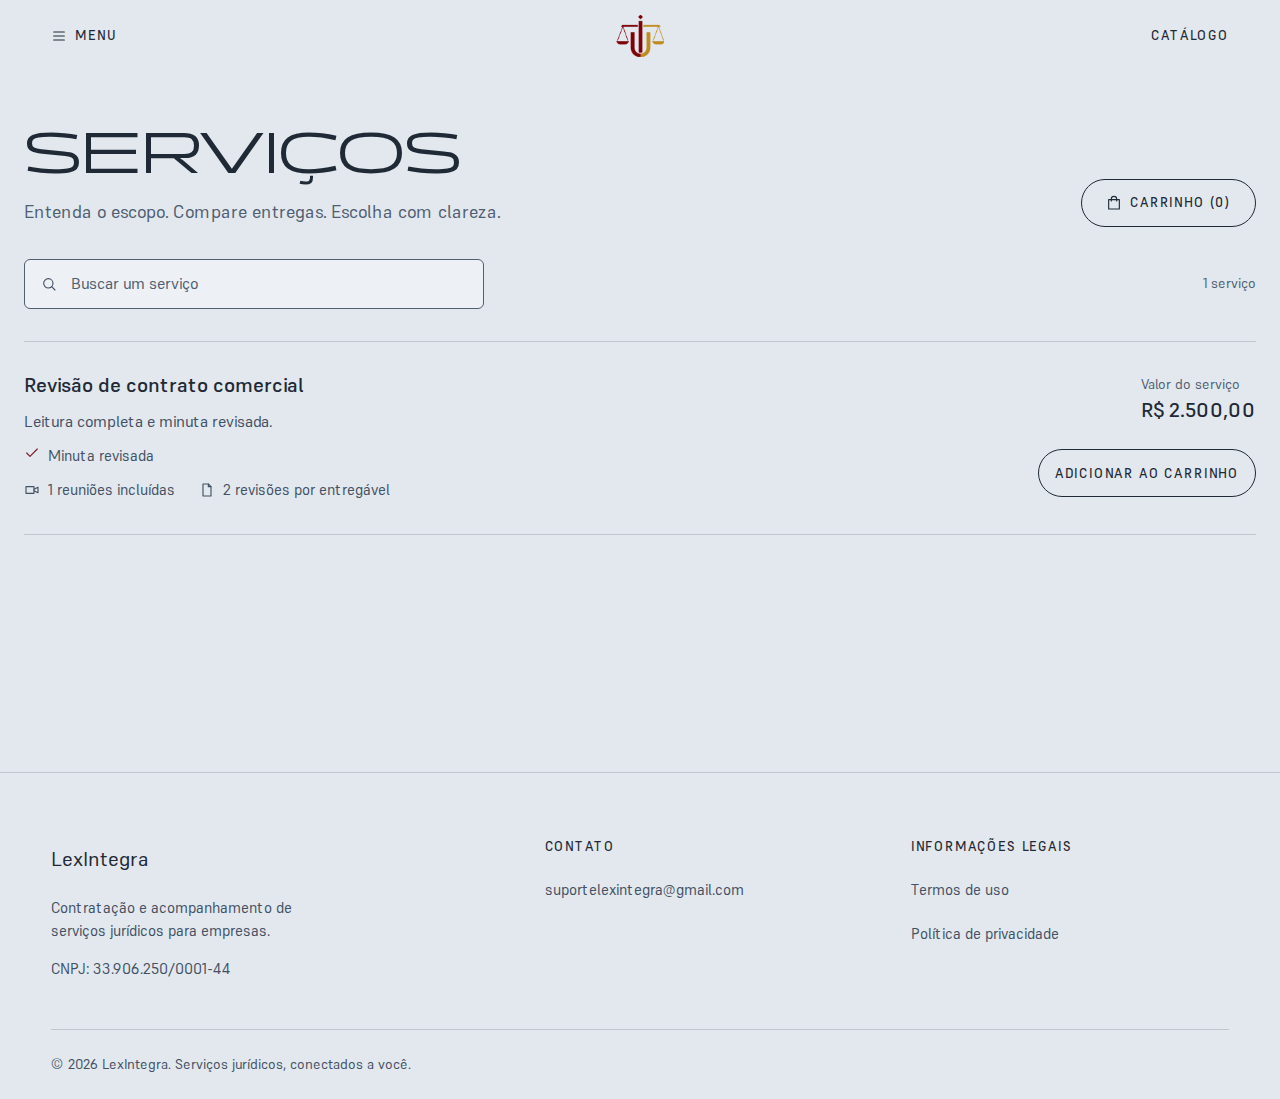 MENU
CATÁLOGO
SERVIÇOS
Entenda o escopo. Compare entregas. Escolha com clareza.
CARRINHO (0)
Buscar um serviço
1 serviço
Revisão de contrato comercial
Valor do serviço
R$ 2.500,00
Leitura completa e minuta revisada.
Minuta revisada
ADICIONAR AO CARRINHO
1 reuniões incluídas
2 revisões por entregável
LexIntegra
CONTATO
INFORMAÇÕES LEGAIS
suportelexintegra@gmail.com
Termos de uso
Contratação e acompanhamento de
serviços jurídicos para empresas.
Política de privacidade
CNPJ: 33.906.250/0001-44
© 2026 LexIntegra. Serviços jurídicos, conectados a você.